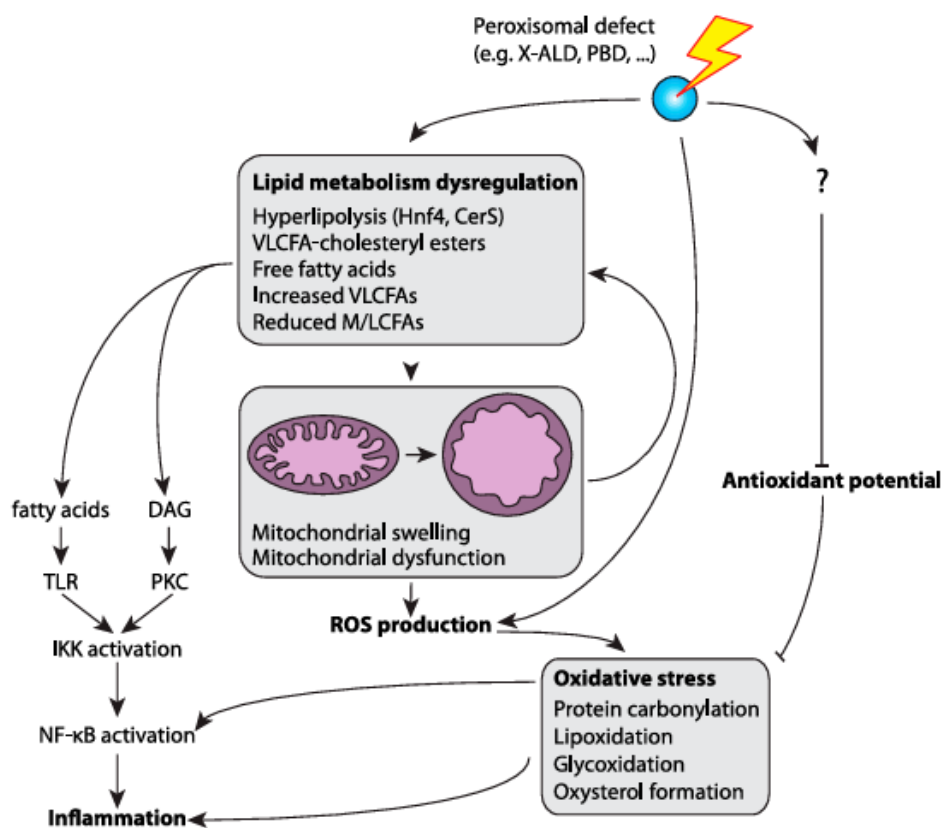 Peroxisomal defect
(e.g. X-ALD, PBD, ...)
?
Lipid metabolism dysregulation
Hyperlipolysis (Hnf4, CerS)
VLCFA-cholesteryl esters
Free fatty acids
Increased VLCFAs
Reduced M/LCFAs
Antioxidant potential
fatty acids
DAG
Mitochondrial swelling
Mitochondrial dysfunction
TLR
PKC
ROS production
IKK activation
Oxidative stress
Protein carbonylation
Lipoxidation
Glycoxidation
Oxysterol formation
NF-κB activation
Inflammation